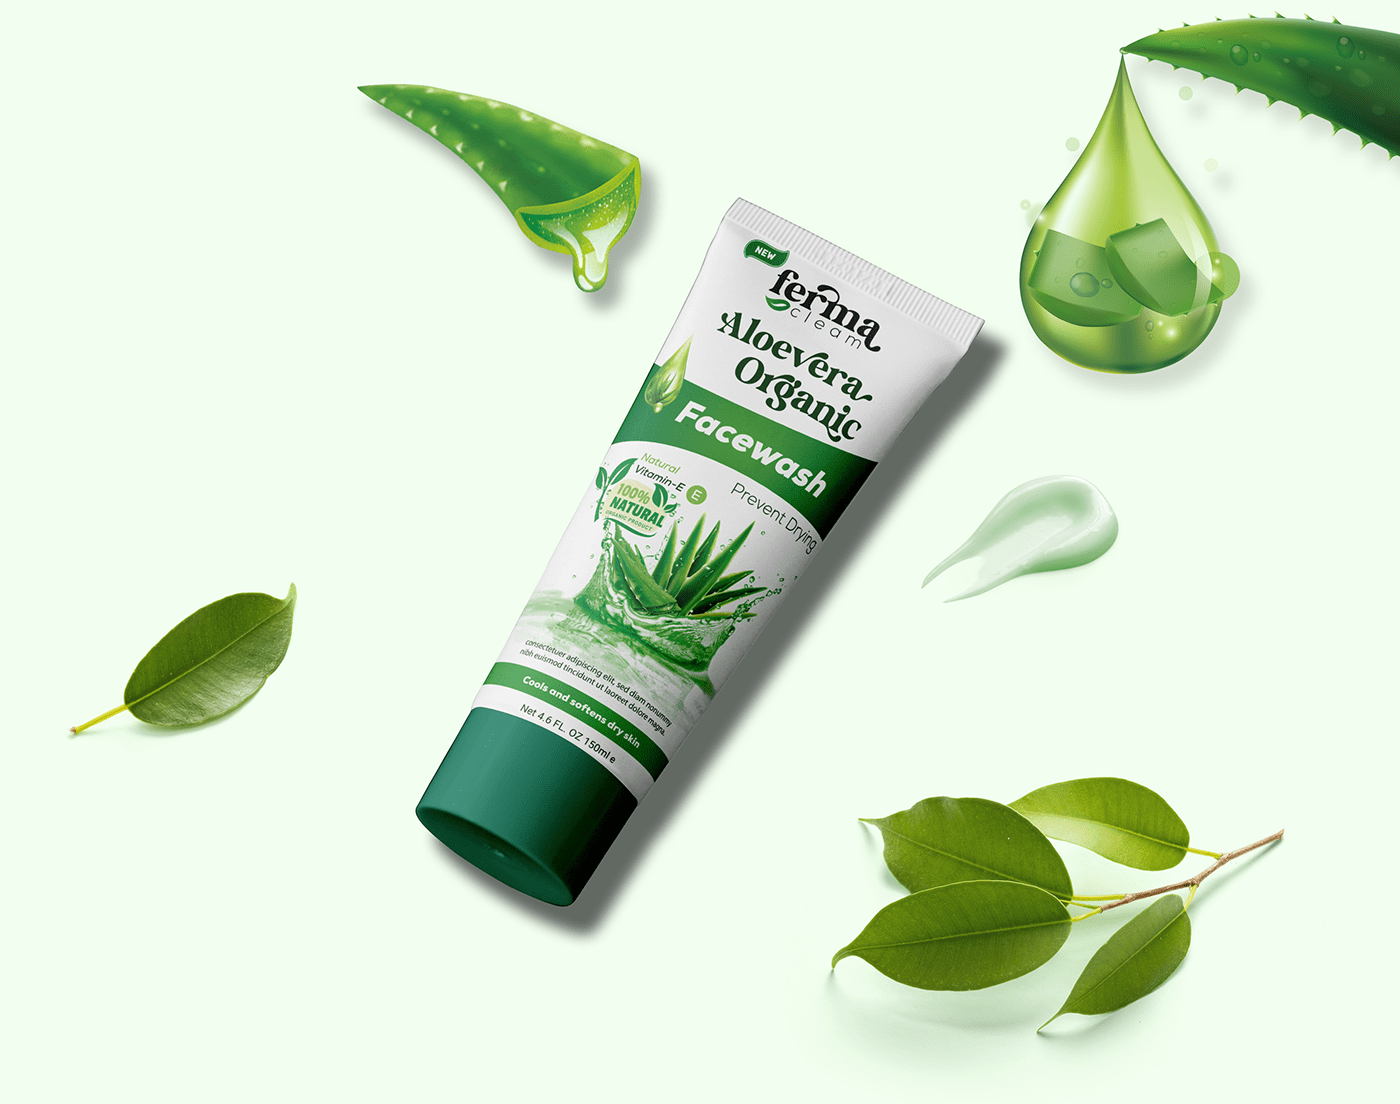 NEW
ferma
cleam
Aloevera
Organic
Facewash
Natural
Vitamin-E E
Prevent Drying
100%
NATURAL
ORGANIC PRODUCT
consectetuer adipiscing elit, sed diam nonummy
nibh euismod tincidunt ut laoreet dolore magna.
Cools and softens dry skin
Net 4.6 FL. OZ 150ml e